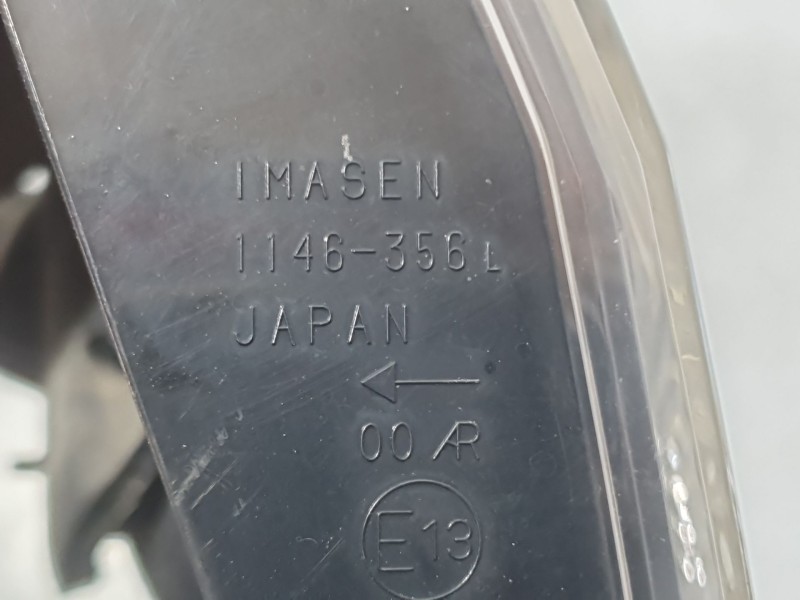 IMASEN
1146-356L
JAPAN
←
00 AR
E13